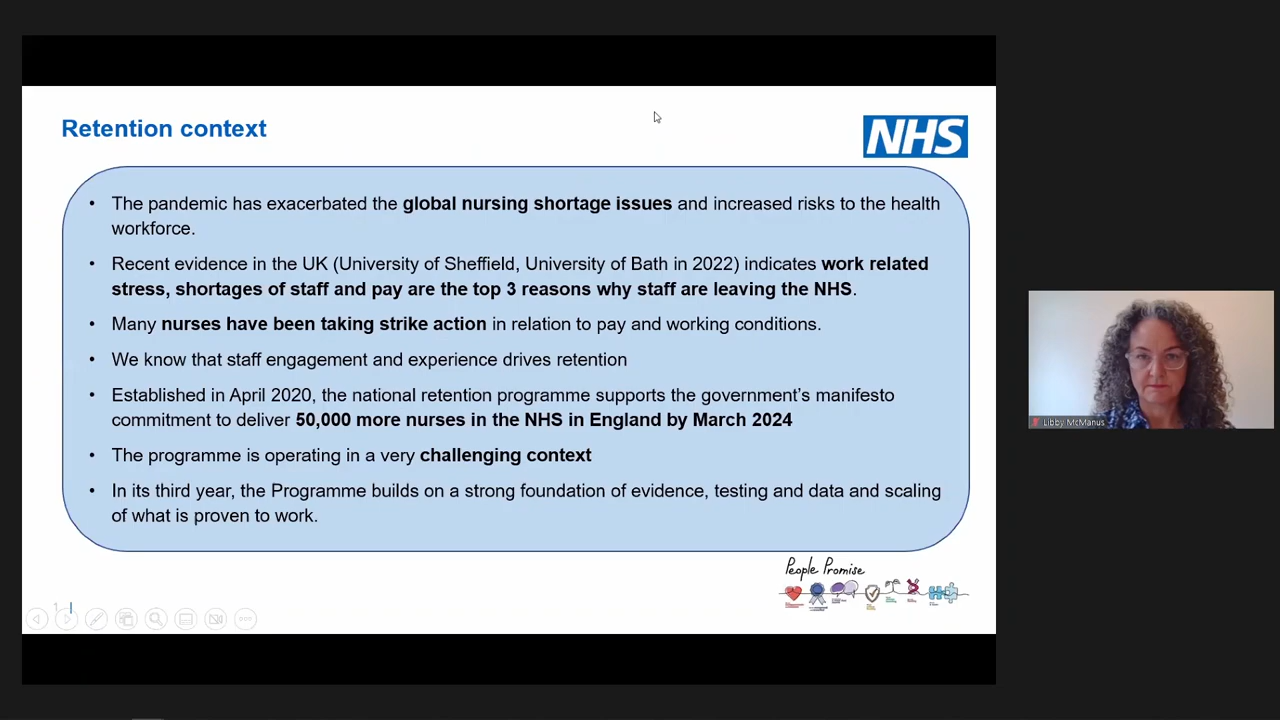 Retention context
NHS
• The pandemic has exacerbated the global nursing shortage issues and increased risks to the health
workforce.
• Recent evidence in the UK (University of Sheffield, University of Bath in 2022) indicates work related
stress, shortages of staff and pay are the top 3 reasons why staff are leaving the NHS.
• Many nurses have been taking strike action in relation to pay and working conditions.
• We know that staff engagement and experience drives retention
• Established in April 2020, the national retention programme supports the government’s manifesto
commitment to deliver 50,000 more nurses in the NHS in England by March 2024
• The programme is operating in a very challenging context
• In its third year, the Programme builds on a strong foundation of evidence, testing and data and scaling
of what is proven to work.
People Promise
Libby McManus